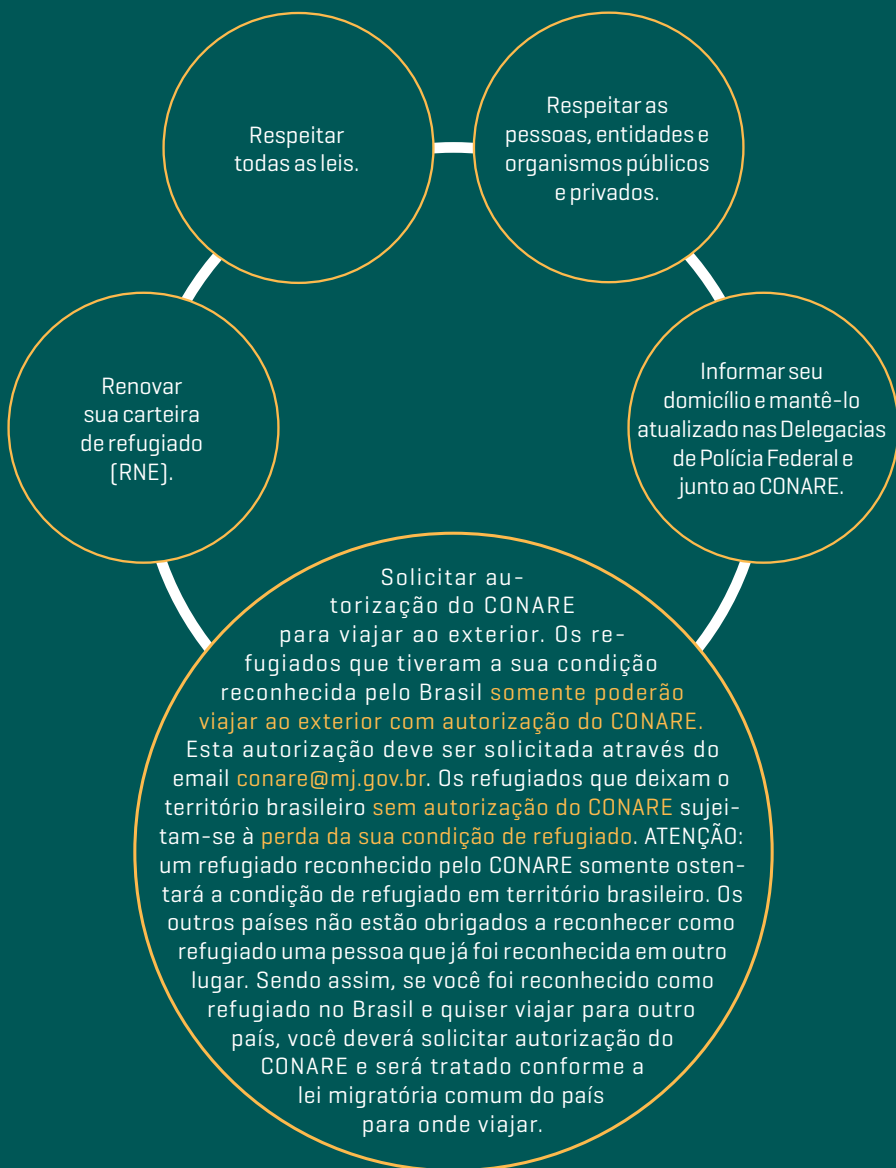 Respeitar
todas as leis.
Respeitar as
pessoas, entidades e
organismos públicos
e privados.
Renovar
sua carteira
de refugiado
(RNE).
Informar seu
domicílio e mantê-lo
atualizado nas Delegacias
de Polícia Federal e
junto ao CONARE.
Solicitar au-
torização do CONARE
para viajar ao exterior. Os re-
fugiados que tiveram a sua condição
reconhecida pelo Brasil somente poderão
viajar ao exterior com autorização do CONARE.
Esta autorização deve ser solicitada através do
email conare@mj.gov.br. Os refugiados que deixam o
território brasileiro sem autorização do CONARE sujei-
tam-se à perda da sua condição de refugiado. ATENÇÃO:
um refugiado reconhecido pelo CONARE somente osten-
tará a condição de refugiado em território brasileiro. Os
outros países não estão obrigados a reconhecer como
refugiado uma pessoa que já foi reconhecida em outro
lugar. Sendo assim, se você foi reconhecido como
refugiado no Brasil e quiser viajar para outro
país, você deverá solicitar autorização do
CONARE e será tratado conforme a
lei migratória comum do país
para onde viajar.